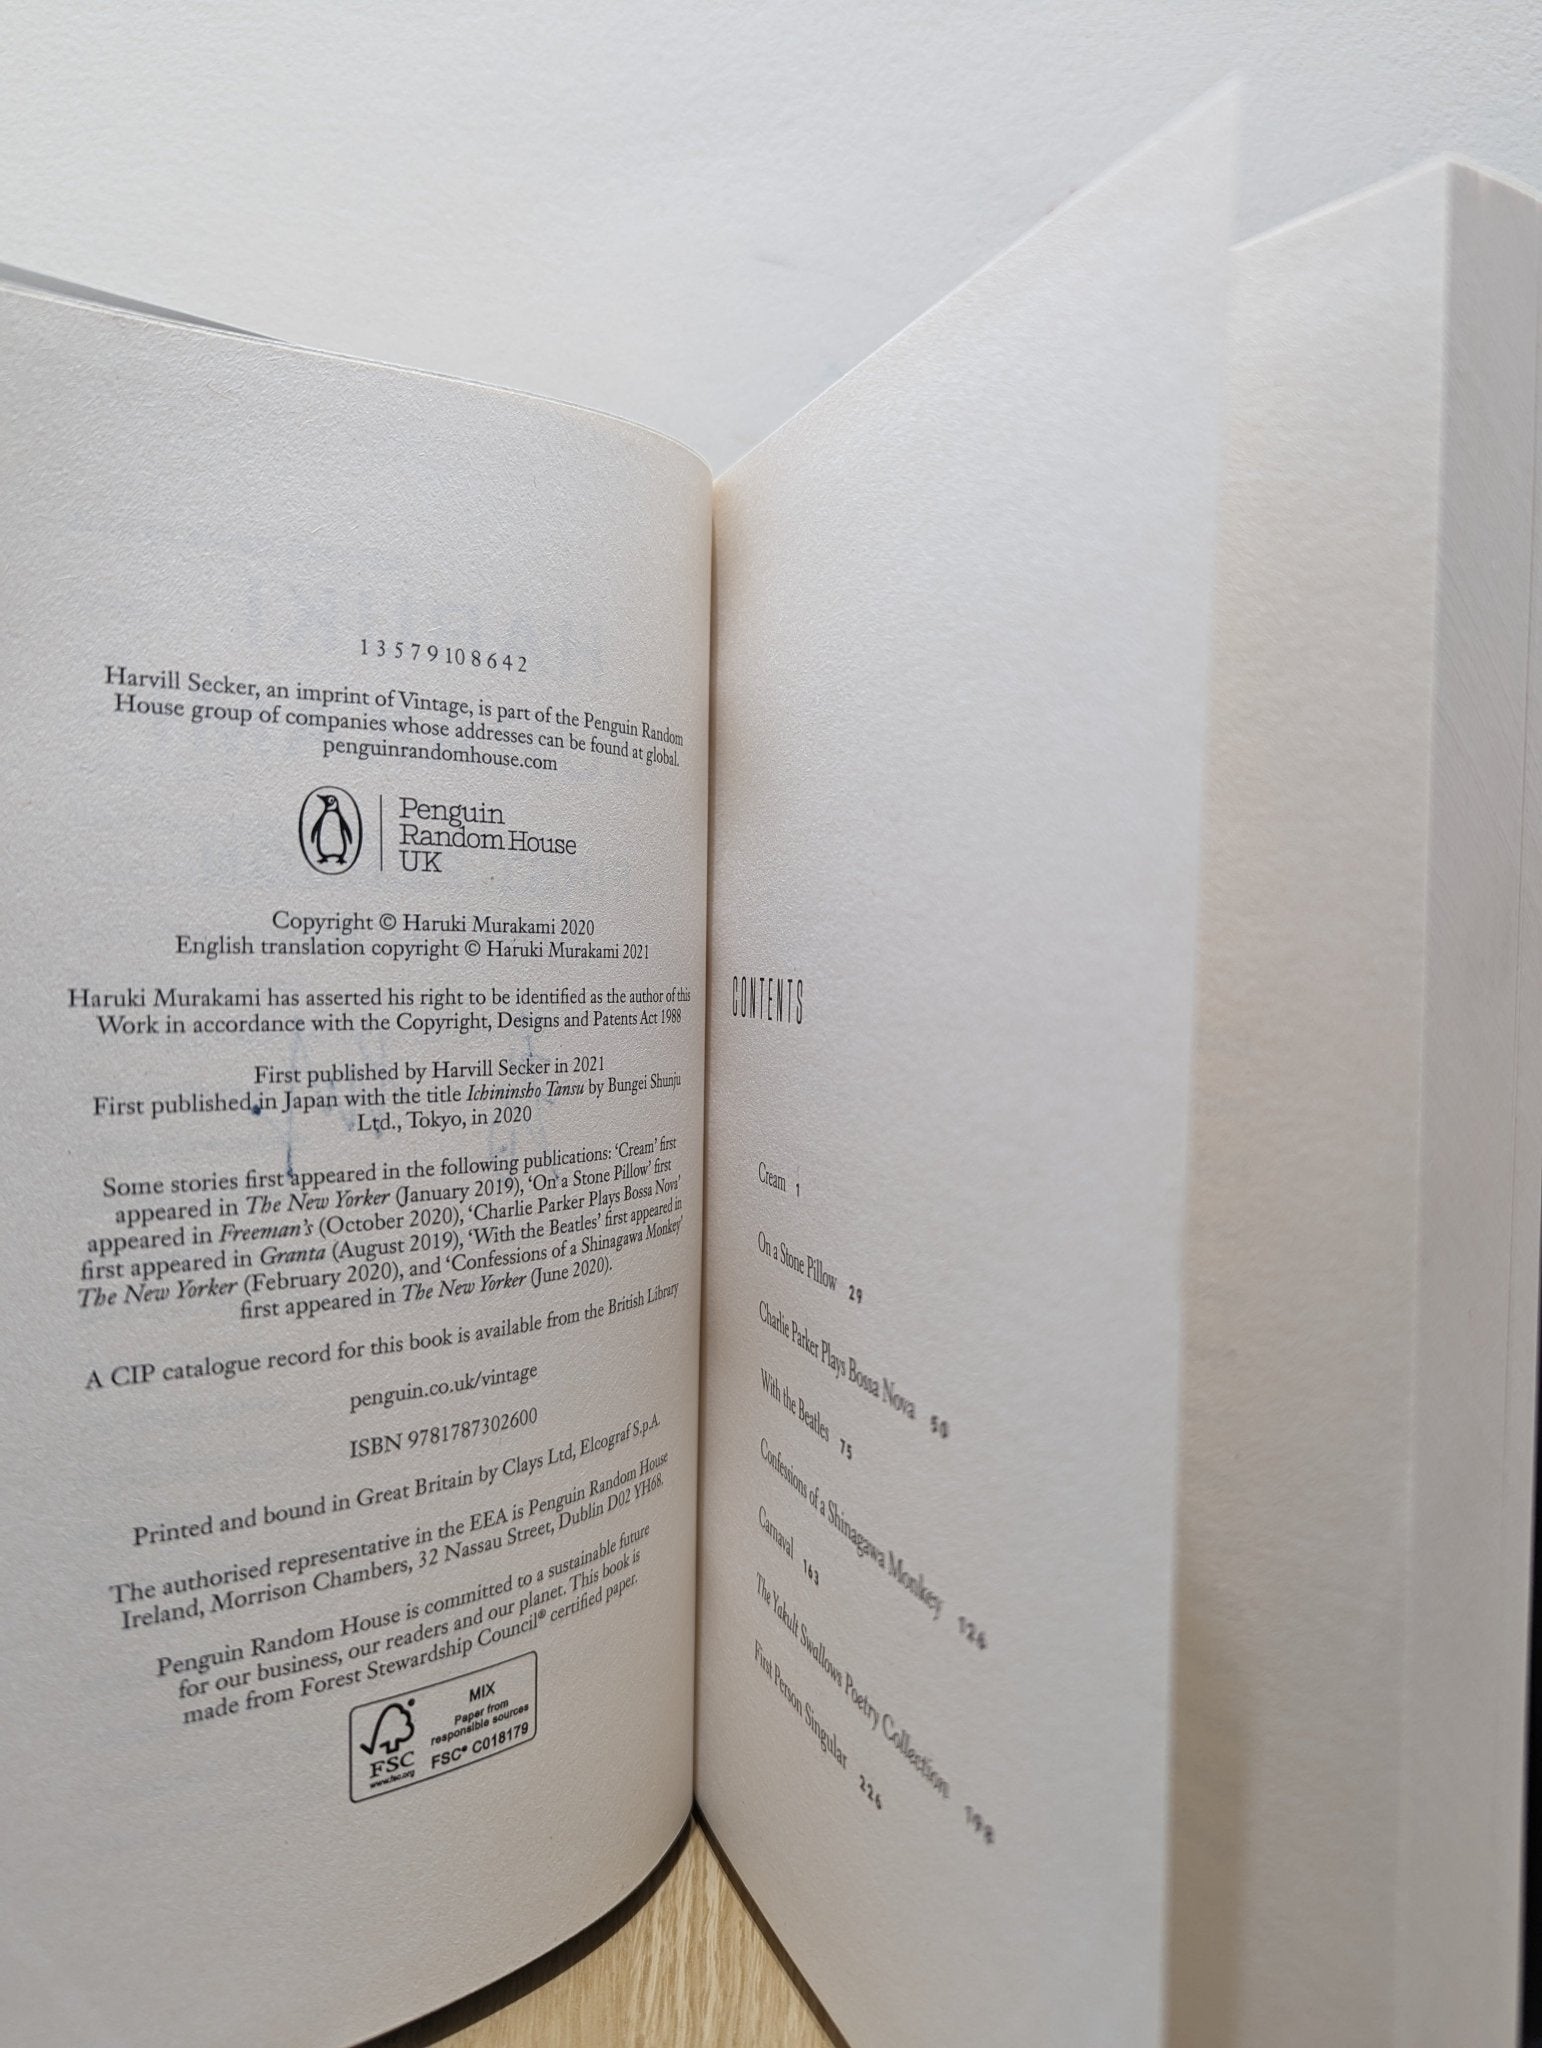 1 3 5 7 9 10 8 6 4 2
Harvill Secker, an imprint of Vintage, is part of the Penguin Random
House group of companies whose addresses can be found at global.
penguinrandomhouse.com
Penguin
Random House
UK
Copyright © Haruki Murakami 2020
English translation copyright © Haruki Murakami 2021
Haruki Murakami has asserted his right to be identified as the author of this
Work in accordance with the Copyright, Designs and Patents Act 1988
First published by Harvill Secker in 2021
First published in Japan with the title Ichininsho Tansu by Bungei Shunju
Ltd., Tokyo, in 2020
Some stories first appeared in the following publications: 'Cream' first
appeared in The New Yorker (January 2019), 'On a Stone Pillow' first
appeared in Freeman's (October 2020), 'Charlie Parker Plays Bossa Nova'
first appeared in Granta (August 2019), 'With the Beatles' first appeared in
The New Yorker (February 2020), and 'Confessions of a Shinagawa Monkey'
first appeared in The New Yorker (June 2020).
A CIP catalogue record for this book is available from the British Library
penguin.co.uk/vintage
ISBN 9781787302600
Printed and bound in Great Britain by Clays Ltd, Elcograf S.p.A.
The authorised representative in the EEA is Penguin Random House
Ireland, Morrison Chambers, 32 Nassau Street, Dublin D02 YH68.
Penguin Random House is committed to a sustainable future
for our business, our readers and our planet. This book is
made from Forest Stewardship Council® certified paper.
MIX
Paper from
responsible sources
FSC® C018179
FSC
www.fsc.org
CONTENTS
Cream 1
On a Stone Pillow 29
Charlie Parker Plays Bossa Nova 50
With the Beatles 75
Confessions of a Shinagawa Monkey 126
Carnaval 163
The Yakult Swallows Poetry Collection 198
First Person Singular 226